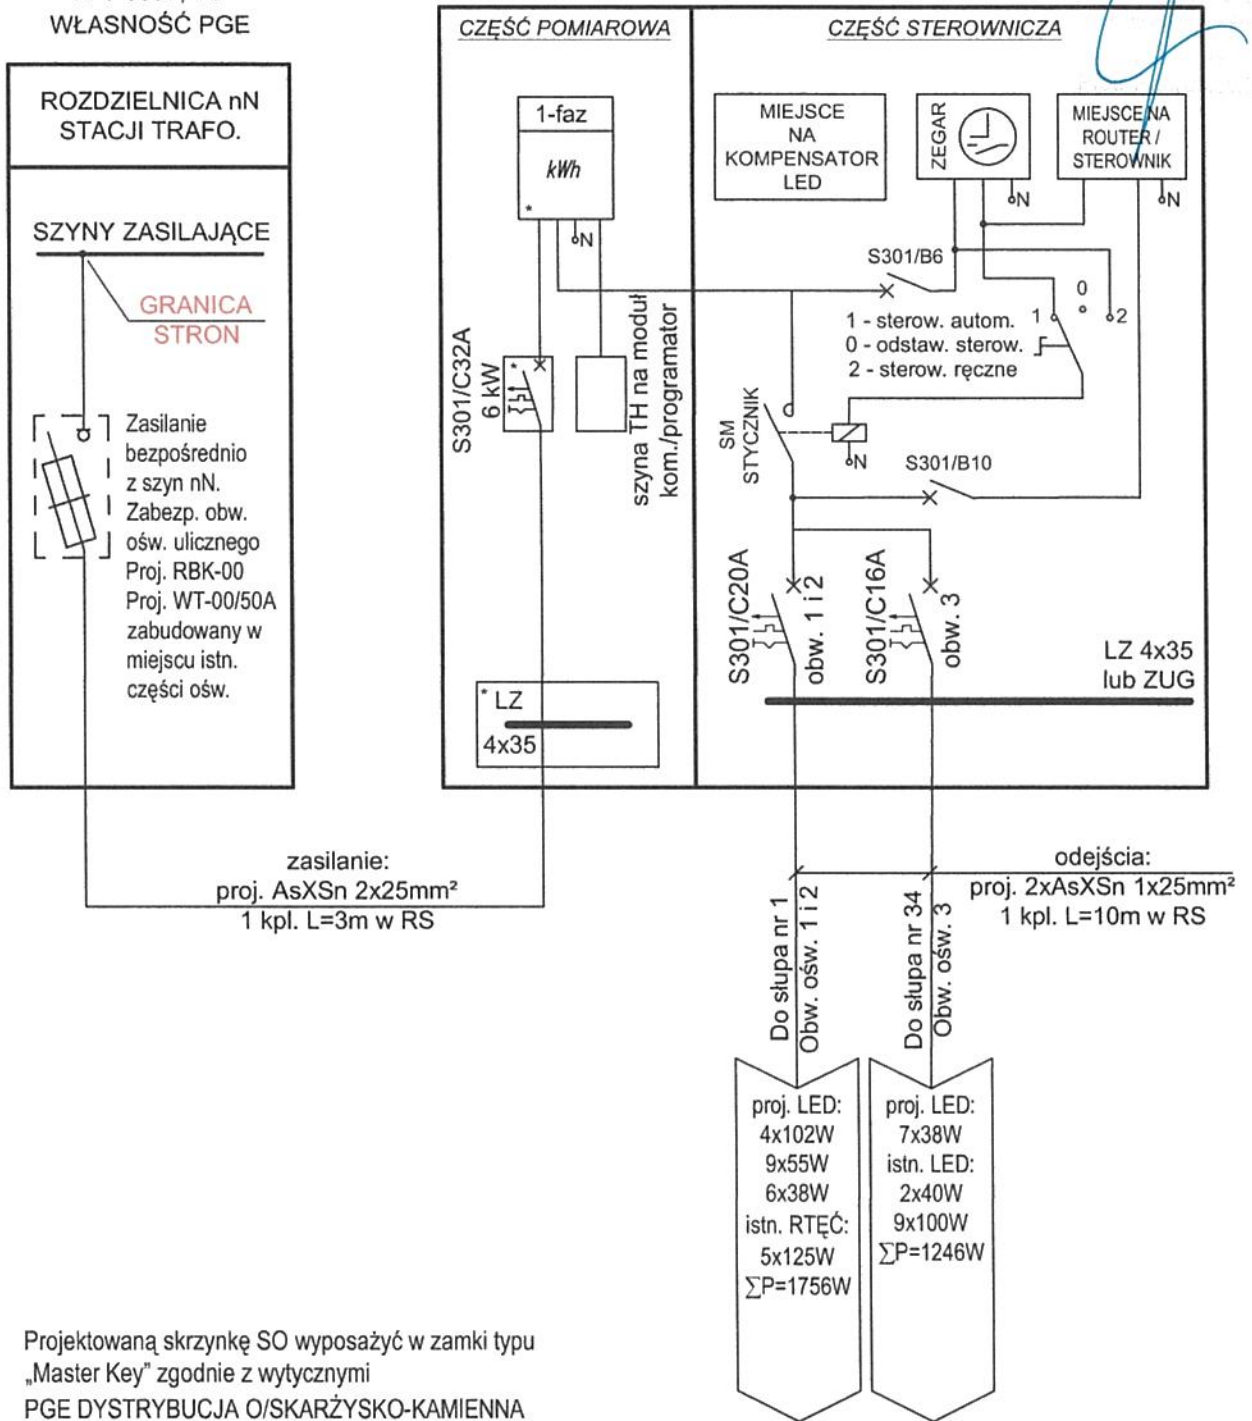 WŁASNOŚĆ PGE
ROZDZIELNICA nN
STACJI TRAFO.
SZYNY ZASILAJĄCE
GRANICA
STRON
Zasilanie
bezpośrednio
z szyn nN.
Zabezp. obw.
ośw. ulicznego
Proj. RBK-00
Proj. WT-00/50A
zabudowany w
miejscu istn.
części ośw.
CZĘŚĆ POMIAROWA
1-faz
kWh
*
N
S301/C32A
6 kW
*
szyna TH na moduł
kom./programator
* LZ
4x35
CZĘŚĆ STEROWNICZA
MIEJSCE
NA
KOMPENSATOR
LED
ZEGAR
N
MIEJSCE NA
ROUTER /
STEROWNIK
N
S301/B6
0
1
2
1 - sterow. autom.
0 - odstaw. sterow.
2 - sterow. ręczne
SM
STYCZNIK
N
S301/B10
S301/C20A
obw. 1 i 2
S301/C16A
obw. 3
LZ 4x35
lub ZUG
zasilanie:
proj. AsXSn 2x25mm²
1 kpl. L=3m w RS
odejścia:
proj. 2xAsXSn 1x25mm²
1 kpl. L=10m w RS
Do słupa nr 1
Obw. ośw. 1 i 2
Do słupa nr 34
Obw. ośw. 3
proj. LED:
4x102W
9x55W
6x38W
istn. RTĘĆ:
5x125W
∑P=1756W
proj. LED:
7x38W
istn. LED:
2x40W
9x100W
∑P=1246W
Projektowaną skrzynkę SO wyposażyć w zamki typu
„Master Key” zgodnie z wytycznymi
PGE DYSTRYBUCJA O/SKARŻYSKO-KAMIENNA